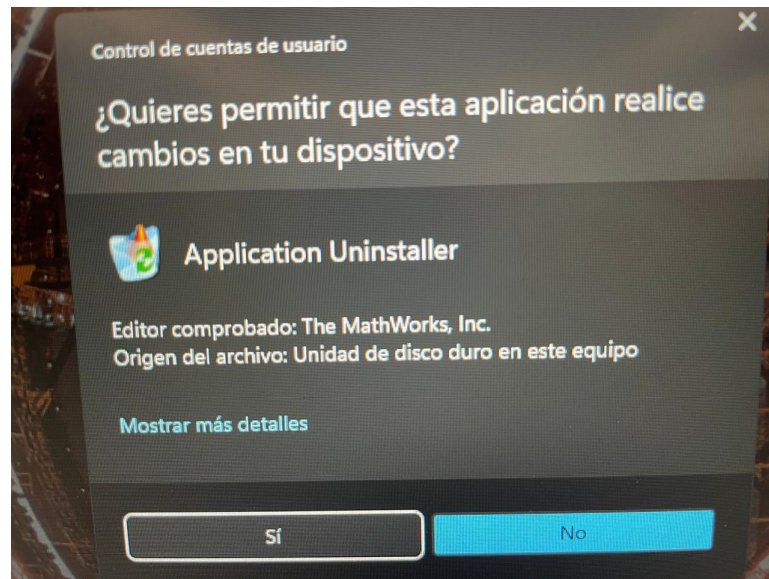 Control de cuentas de usuario
¿Quieres permitir que esta aplicación realice
cambios en tu dispositivo?
Application Uninstaller
Editor comprobado: The MathWorks, Inc.
Origen del archivo: Unidad de disco duro en este equipo
Mostrar más detalles
Sí
No